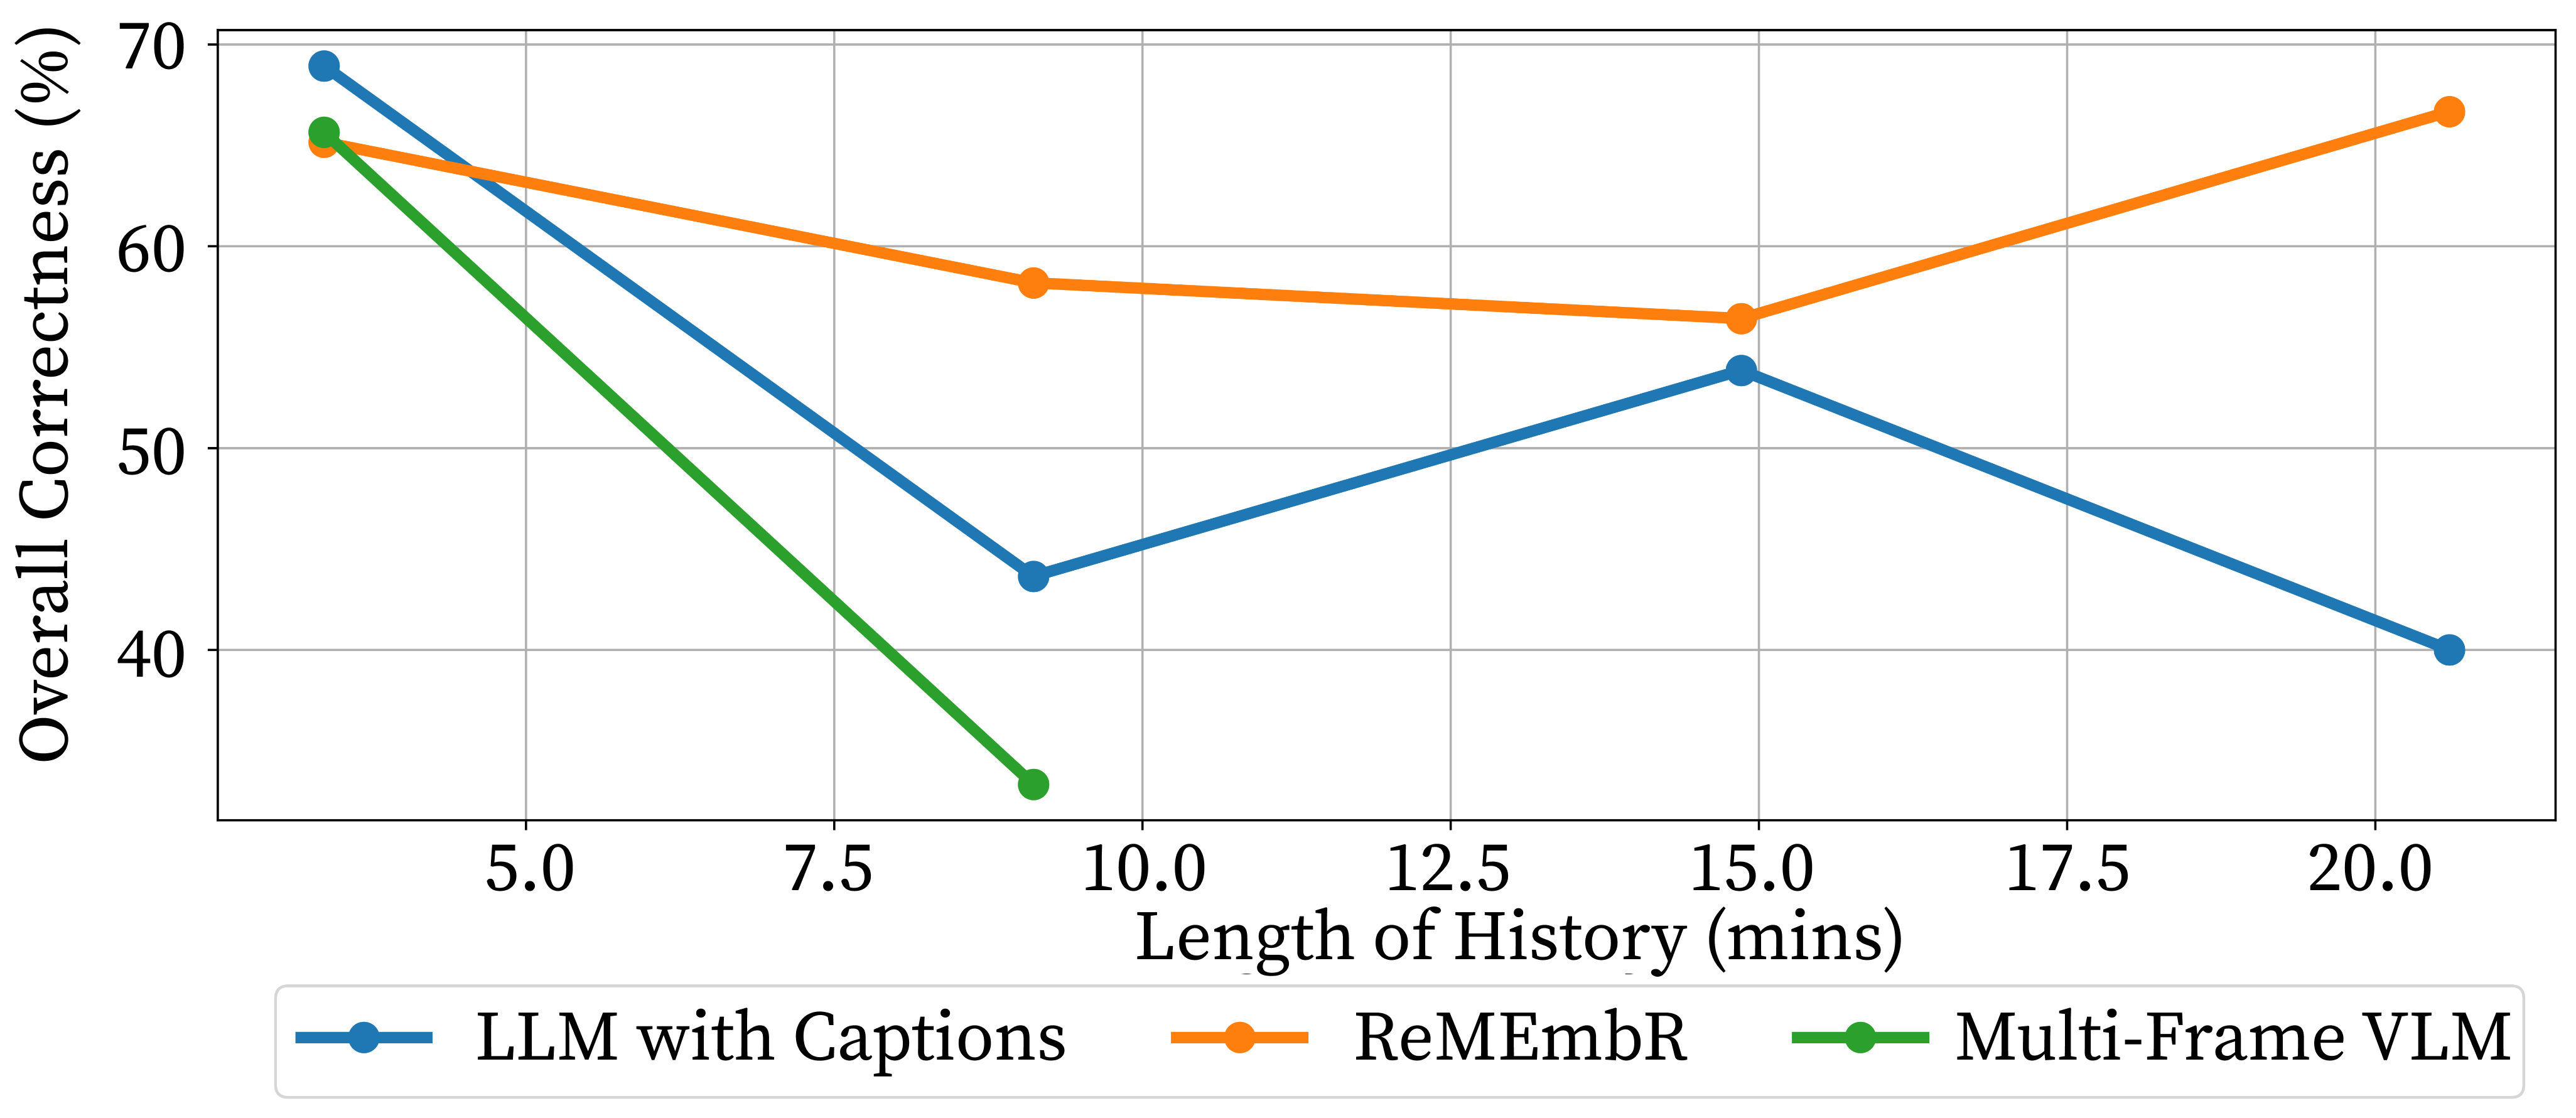 Overall Correctness (%)
70
60
50
40
5.0 7.5 10.0 12.5 15.0 17.5 20.0
Length of History (mins)
LLM with Captions ReMEmbR Multi-Frame VLM